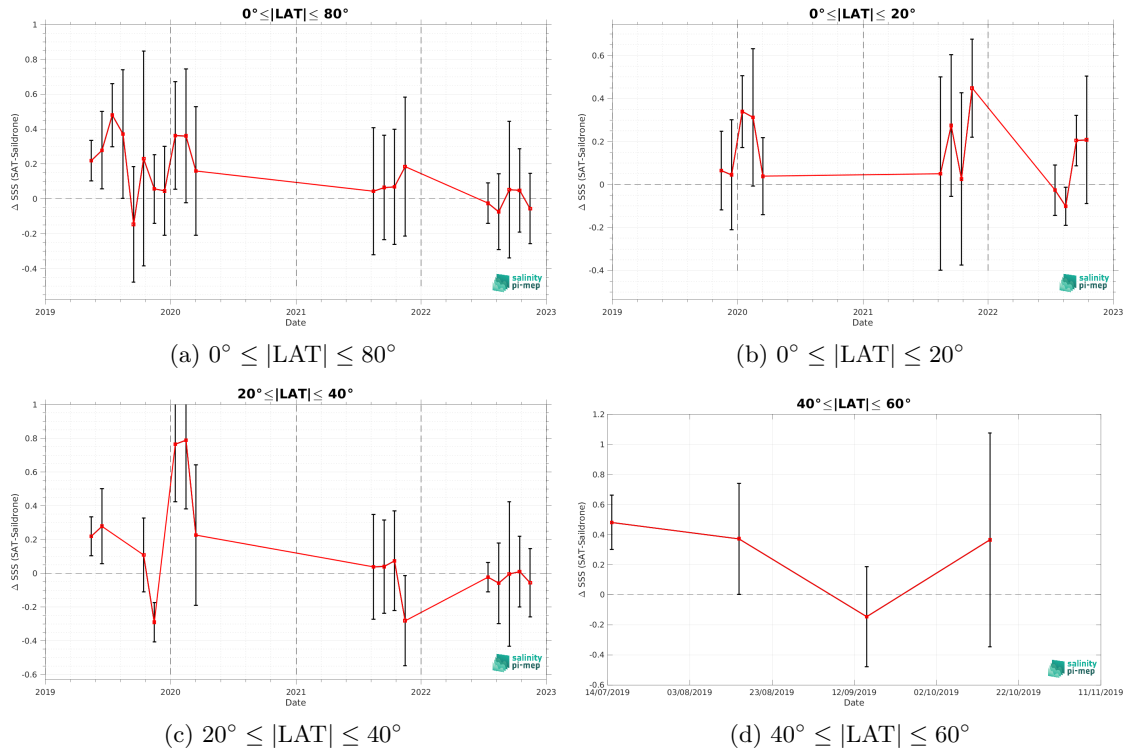 0°≤|LAT|≤ 80°
1
0.8
0.6
0.4
0.2
0
-0.2
-0.4
Δ SSS (SAT-Saildrone)
2019 2020 2021 2022 2023
Date
salinity
pi-mep
(a) 0° ≤ |LAT| ≤ 80°
0°≤|LAT|≤ 20°
0.6
0.4
0.2
0
-0.2
-0.4
Δ SSS (SAT-Saildrone)
2019 2020 2021 2022 2023
Date
salinity
pi-mep
(b) 0° ≤ |LAT| ≤ 20°
20°≤|LAT|≤ 40°
1
0.8
0.6
0.4
0.2
0
-0.2
-0.4
-0.6
Δ SSS (SAT-Saildrone)
2019 2020 2021 2022 2023
Date
salinity
pi-mep
(c) 20° ≤ |LAT| ≤ 40°
40°≤|LAT|≤ 60°
1.2
1
0.8
0.6
0.4
0.2
0
-0.2
-0.4
-0.6
Δ SSS (SAT-Saildrone)
14/07/2019 03/08/2019 23/08/2019 12/09/2019 02/10/2019 22/10/2019 11/11/2019
Date
salinity
pi-mep
(d) 40° ≤ |LAT| ≤ 60°